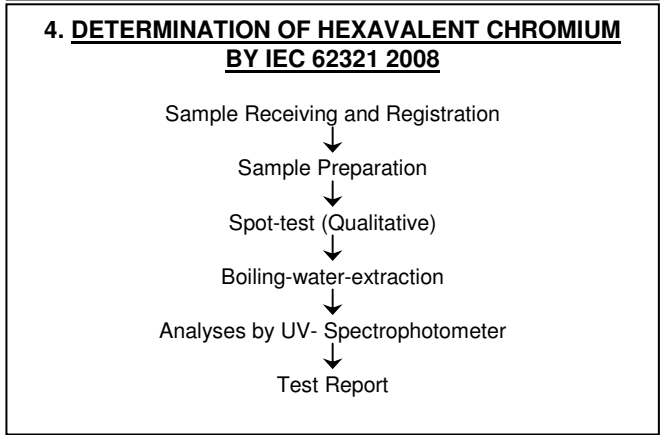 4. DETERMINATION OF HEXAVALENT CHROMIUM
BY IEC 62321 2008
Sample Receiving and Registration
Sample Preparation
Spot-test (Qualitative)
Boiling-water-extraction
Analyses by UV- Spectrophotometer
Test Report